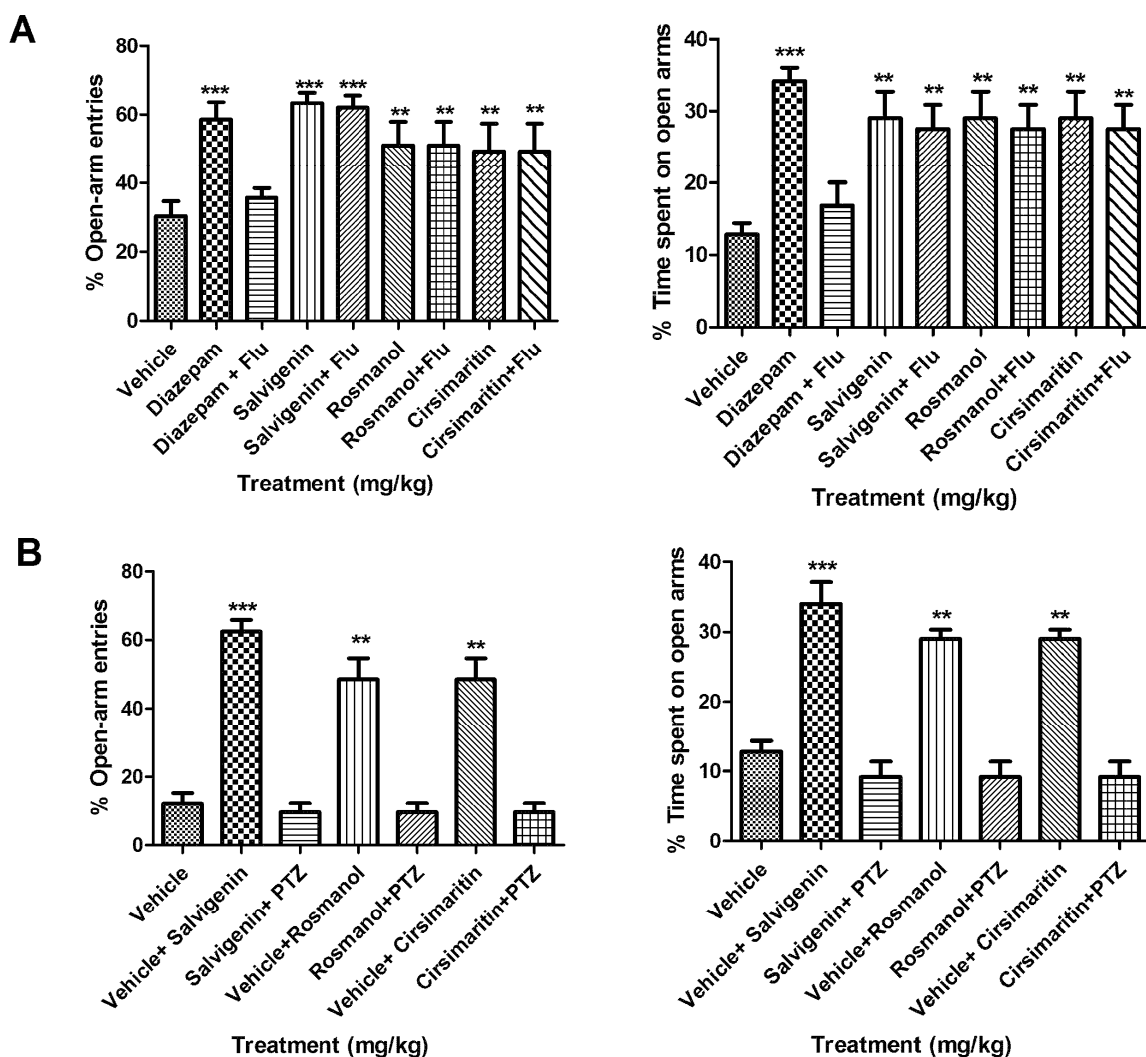 A
% Open-arm entries
80
60
40
20
0
***
***
***
**
**
**
**
Vehicle
Diazepam
Diazepam + Flu
Salvigenin
Salvigenin+ Flu
Rosmanol
Rosmanol+Flu
Cirsimaritin
Cirsimaritin+Flu
Treatment (mg/kg)
% Time spent on open arms
40
30
20
10
0
***
**
**
**
**
**
**
Vehicle
Diazepam
Diazepam + Flu
Salvigenin
Salvigenin+ Flu
Rosmanol
Rosmanol+Flu
Cirsimaritin
Cirsimaritin+Flu
Treatment (mg/kg)
B
% Open-arm entries
80
60
40
20
0
***
**
**
Vehicle
Vehicle+ Salvigenin
Salvigenin+ PTZ
Vehicle+Rosmanol
Rosmanol+PTZ
Vehicle+ Cirsimaritin
Cirsimaritin+PTZ
Treatment (mg/kg)
% Time spent on open arms
40
30
20
10
0
***
**
**
Vehicle
Vehicle+ Salvigenin
Salvigenin+ PTZ
Vehicle+Rosmanol
Rosmanol+PTZ
Vehicle+ Cirsimaritin
Cirsimaritin+PTZ
Treatment (mg/kg)